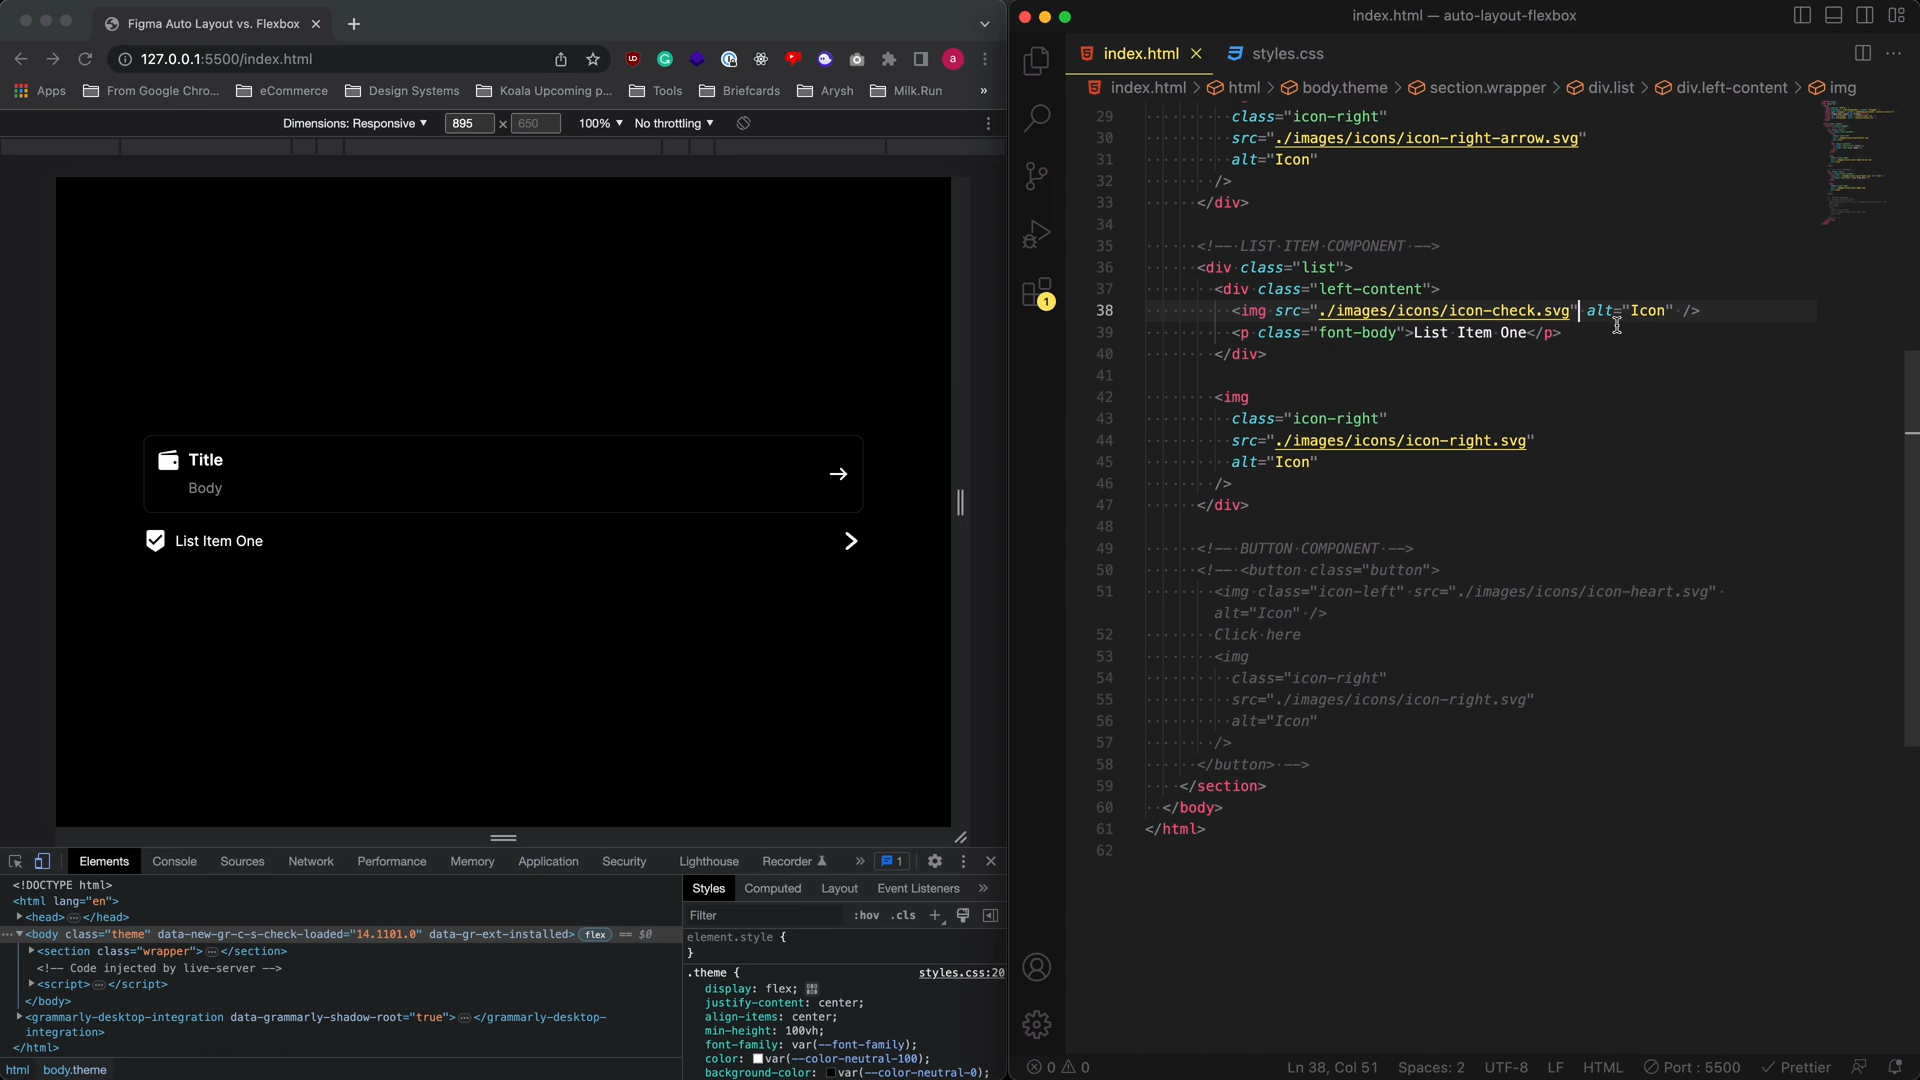 Figma Auto Layout vs. Flexbox
127.0.0.1:5500/index.html
a
Apps
From Google Chro...
eCommerce
Design Systems
Koala Upcoming p...
Tools
Briefcards
Arysh
Milk.Run
»
Dimensions: Responsive
895 × 650
100%
No throttling
Title
Body
List Item One
Elements
Console
Sources
Network
Performance
Memory
Application
Security
Lighthouse
Recorder
»
1
<!DOCTYPE html>
<html lang="en">
<head>…</head>
<body class="theme" data-new-gr-c-s-check-loaded="14.1101.0" data-gr-ext-installed> flex == $0
<section class="wrapper">…</section>
<!-- Code injected by live-server -->
<script>…</script>
</body>
<grammarly-desktop-integration data-grammarly-shadow-root="true">…</grammarly-desktop-
integration>
</html>
html body.theme
Styles
Computed
Layout
Event Listeners
»
Filter
:hov .cls
element.style {
}
.theme { styles.css:20
display: flex;
justify-content: center;
align-items: center;
min-height: 100vh;
font-family: var(--font-family);
color: var(--color-neutral-100);
background-color: var(--color-neutral-0);
index.html — auto-layout-flexbox
index.html
styles.css
index.html > html > body.theme > section.wrapper > div.list > div.left-content > img
1
29 class="icon-right"
30 src="./images/icons/icon-right-arrow.svg"
31 alt="Icon"
32 />
33 </div>
34
35 <!-- LIST ITEM COMPONENT -->
36 <div class="list">
37 <div class="left-content">
38 <img src="./images/icons/icon-check.svg" alt="Icon" />
39 <p class="font-body">List Item One</p>
40 </div>
41
42 <img
43 class="icon-right"
44 src="./images/icons/icon-right.svg"
45 alt="Icon"
46 />
47 </div>
48
49 <!-- BUTTON COMPONENT -->
50 <!-- <button class="button">
51 <img class="icon-left" src="./images/icons/icon-heart.svg"
alt="Icon" />
52 Click here
53 <img
54 class="icon-right"
55 src="./images/icons/icon-right.svg"
56 alt="Icon"
57 />
58 </button> -->
59 </section>
60 </body>
61 </html>
62
0 0
Ln 38, Col 51
Spaces: 2
UTF-8
LF
HTML
Port : 5500
Prettier